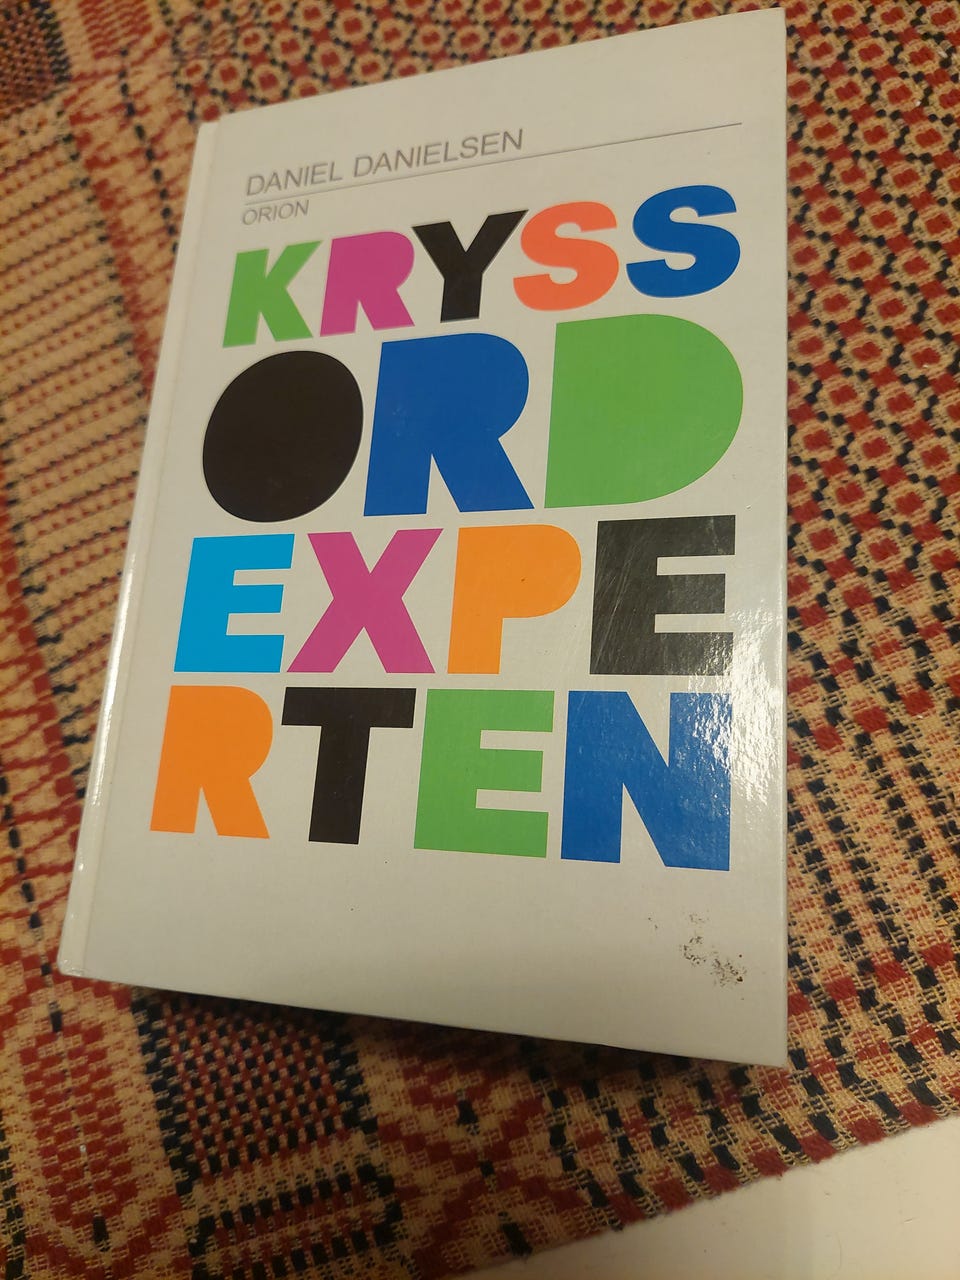 DANIEL DANIELSEN
ORION
KRYSS
ORD
EXPE
RTEN